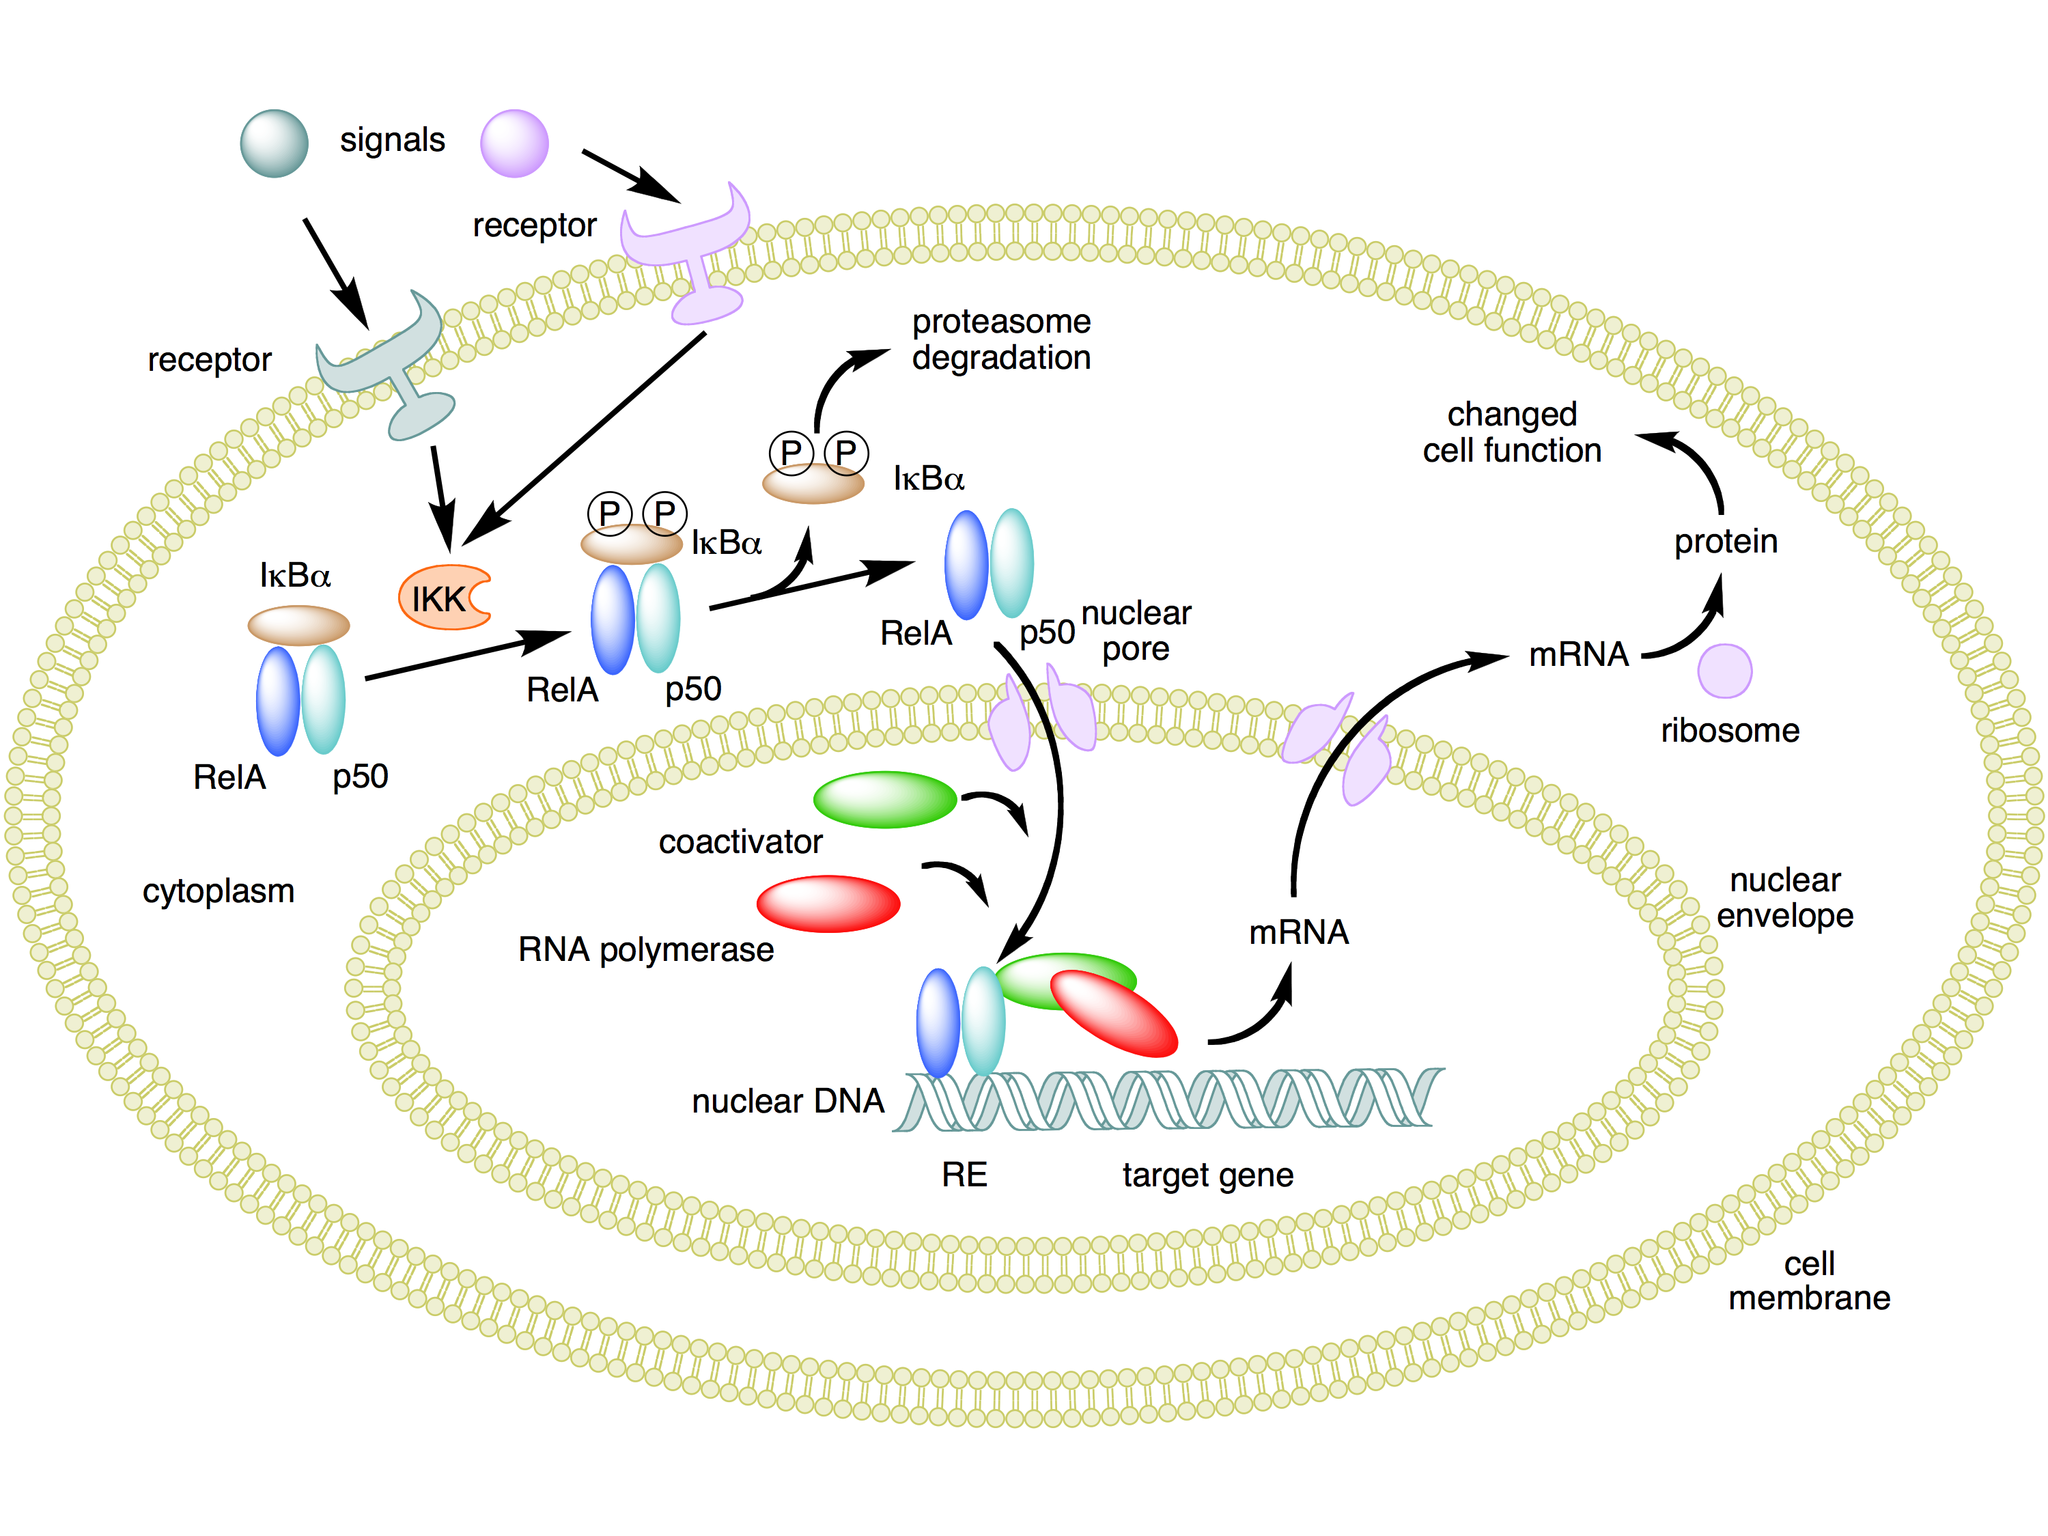 signals
receptor
receptor
proteasome
degradation
changed
cell function
P P
IκBα
P P
IκBα
protein
IκBα
IKK
nuclear
pore
RelA
p50
mRNA
RelA
p50
ribosome
RelA
p50
coactivator
cytoplasm
nuclear
envelope
RNA polymerase
mRNA
nuclear DNA
RE
target gene
cell
membrane